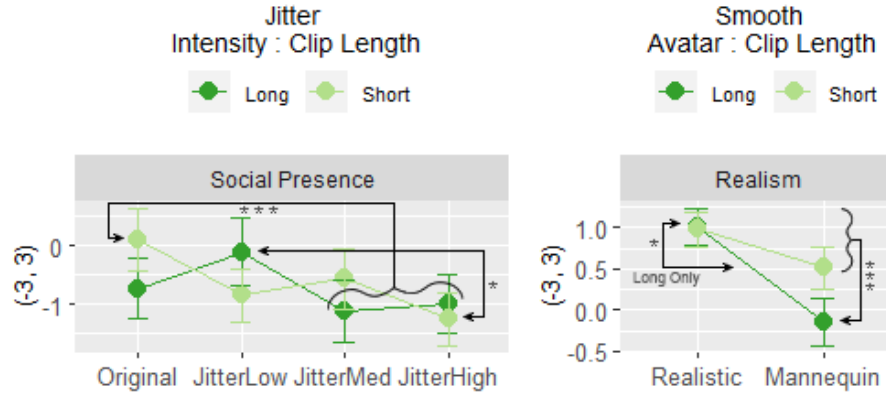 Jitter
Intensity : Clip Length
Long Short
Social Presence
***
*
(-3, 3)
0
-1
Original JitterLow JitterMed JitterHigh
Smooth
Avatar : Clip Length
Long Short
Realism
*
Long Only
***
(-3, 3)
1.0
0.5
0.0
-0.5
Realistic Mannequin